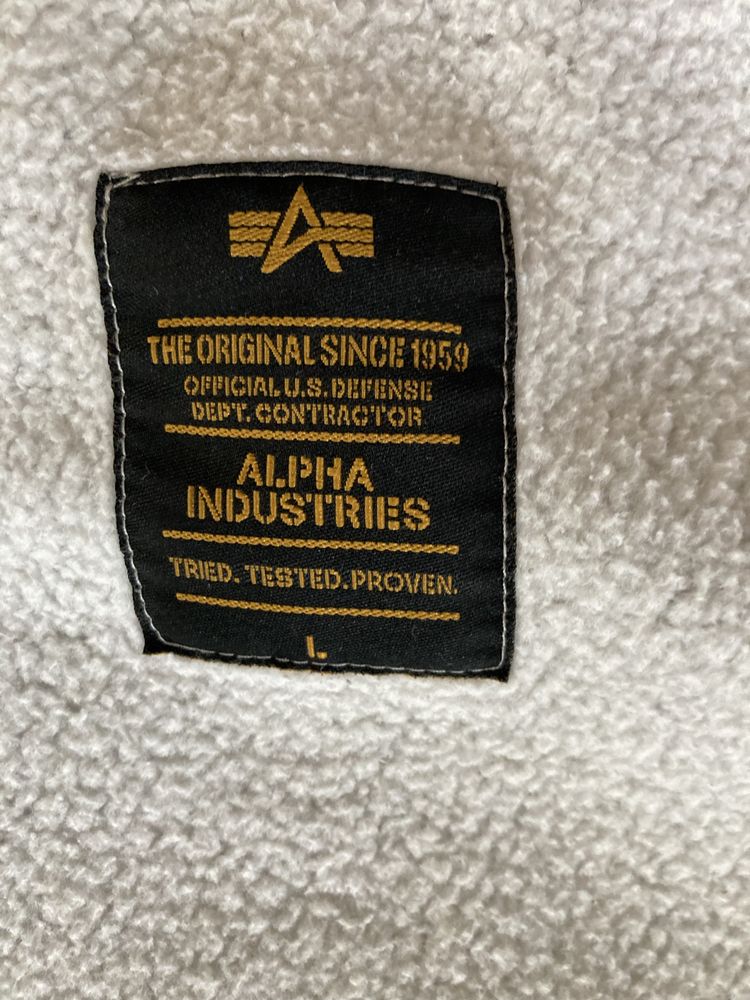 THE ORIGINAL SINCE 1959
OFFICIAL U.S. DEFENSE
DEPT. CONTRACTOR
ALPHA
INDUSTRIES
TRIED. TESTED. PROVEN.
L